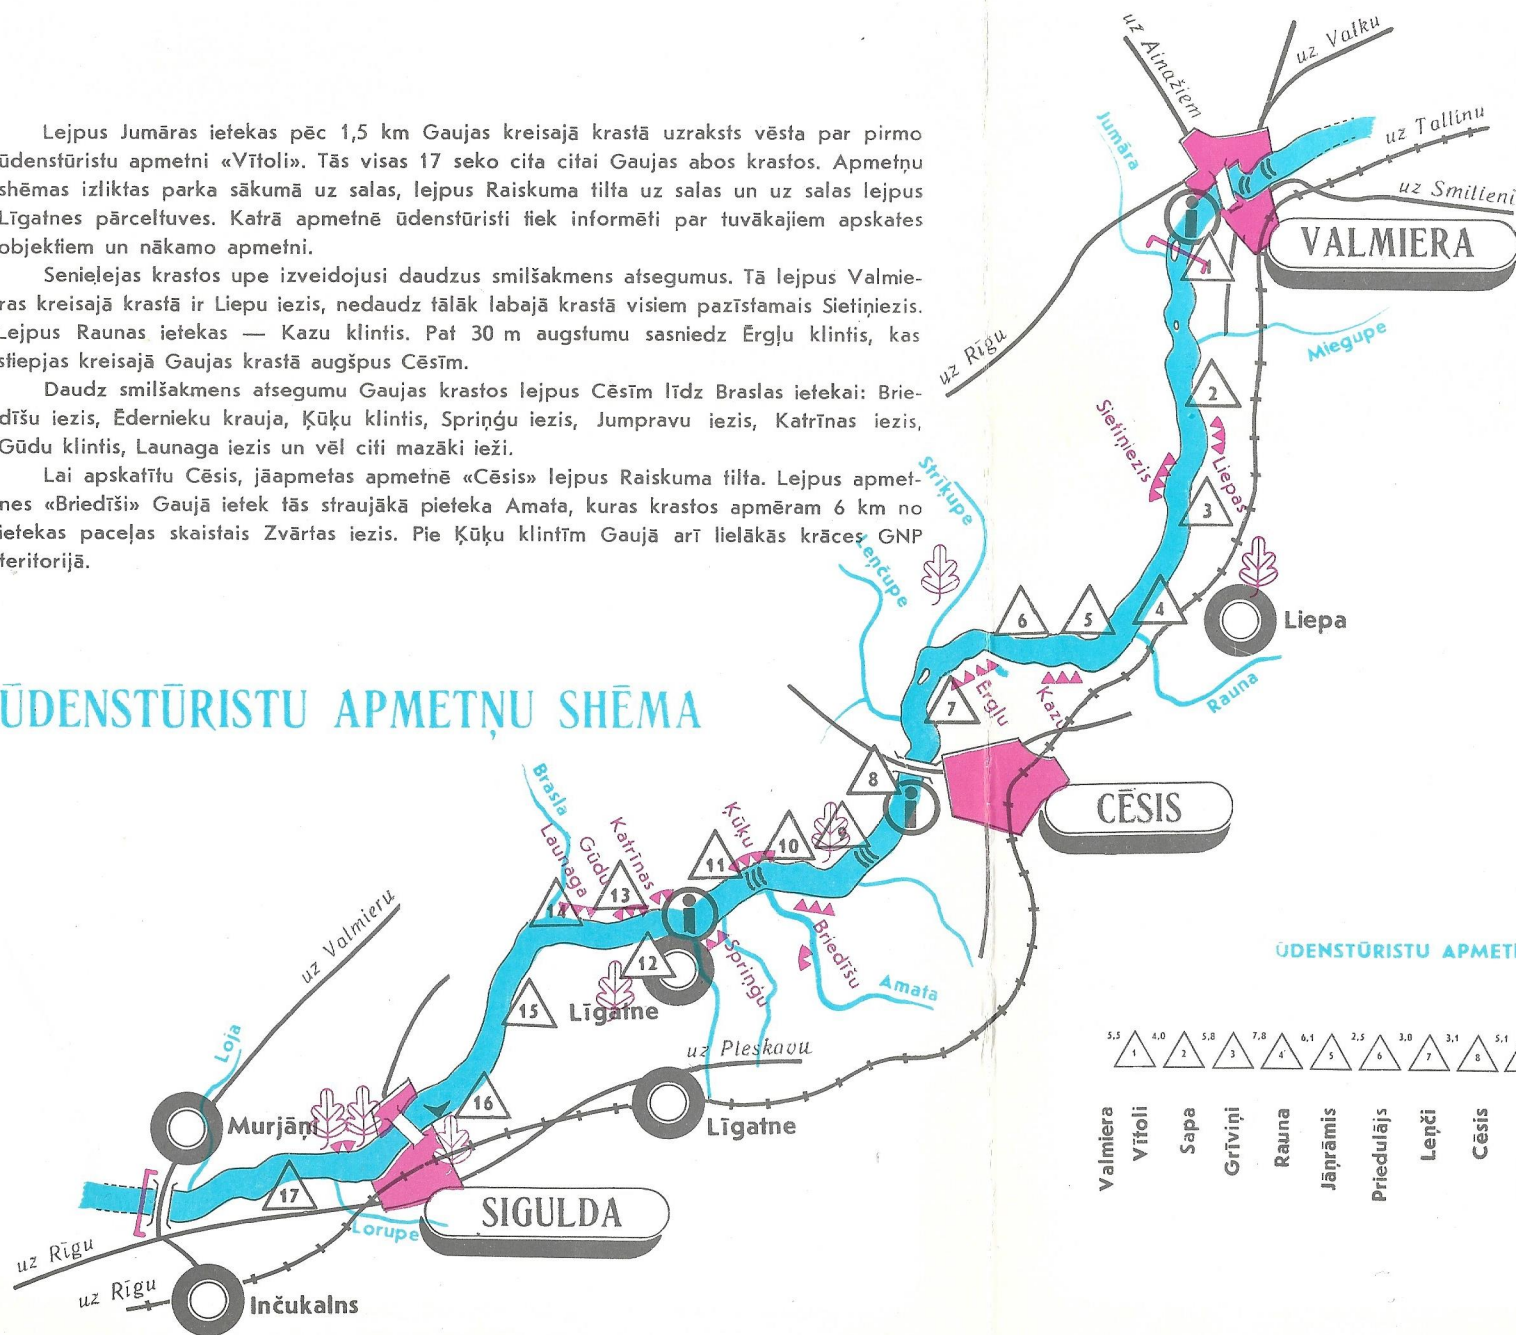 Lejpus Jumāras ietekas pēc 1,5 km Gaujas kreisajā krastā uzraksts vēsta par pirmo
ūdenstūristu apmetni «Vītoli». Tās visas 17 seko cita citai Gaujas abos krastos. Apmetņu
shēmas izliktas parka sākumā uz salas, lejpus Raiskuma tilta uz salas un uz salas lejpus
Līgatnes pārceltuves. Katrā apmetnē ūdenstūristi tiek informēti par tuvākajiem apskates
objektiem un nākamo apmetni.
Senielejas krastos upe izveidojusi daudzus smilšakmens atsegumus. Tā lejpus Valmie-
ras kreisajā krastā ir Liepu iezis, nedaudz tālāk labajā krastā visiem pazīstamais Sietiņiezis.
Lejpus Raunas ietekas — Kazu klintis. Pat 30 m augstumu sasniedz Ērgļu klintis, kas
stiepjas kreisajā Gaujas krastā augšpus Cēsīm.
Daudz smilšakmens atsegumu Gaujas krastos lejpus Cēsīm līdz Braslas ietekai: Brie-
dīšu iezis, Ēdernieku krauja, Ķūķu klintis, Spriņģu iezis, Jumpravu iezis, Katrīnas iezis,
Gūdu klintis, Launaga iezis un vēl citi mazāki ieži.
Lai apskatītu Cēsis, jāapmetas apmetnē «Cēsis» lejpus Raiskuma tilta. Lejpus apmet-
nes «Briedīši» Gaujā ietek tās straujākā pieteka Amata, kuras krastos apmēram 6 km no
ietekas paceļas skaistais Zvārtas iezis. Pie Ķūķu klintīm Gaujā arī lielākās krāces GNP
teritorijā.
ŪDENSTŪRISTU APMETŅU SHĒMA
uz Ainažiem
uz Valku
uz Tallinu
uz Smilteni
Jumāra
i
1
VALMIERA
uz Rīgu
Miegupe
2
Sietiņiezis
Liepas
3
Strīķupe
Lenčupe
6
5
4
Liepa
Rauna
7
Ērgļu
Kazu
8
i
CĒSIS
Brasla
Launaga
Gūdu
Katrīnas
Ķūķu
14
13
11
10
9
i
12
Spriņģu
Briedīšu
Amata
15
Līgatne
uz Valmieru
uz Pleskavu
Loja
Murjāņi
16
Līgatne
17
Lorupe
SIGULDA
uz Rīgu
uz Rīgu
Inčukalns
ŪDENSTŪRISTU APMET
5,5 1 4,0 2 5,8 3 7,8 4 6,1 5 2,5 6 3,0 7 3,1 8 5,1
Valmiera
Vītoli
Sapa
Grīviņi
Rauna
Jāņrāmis
Priedulājs
Lenči
Cēsis